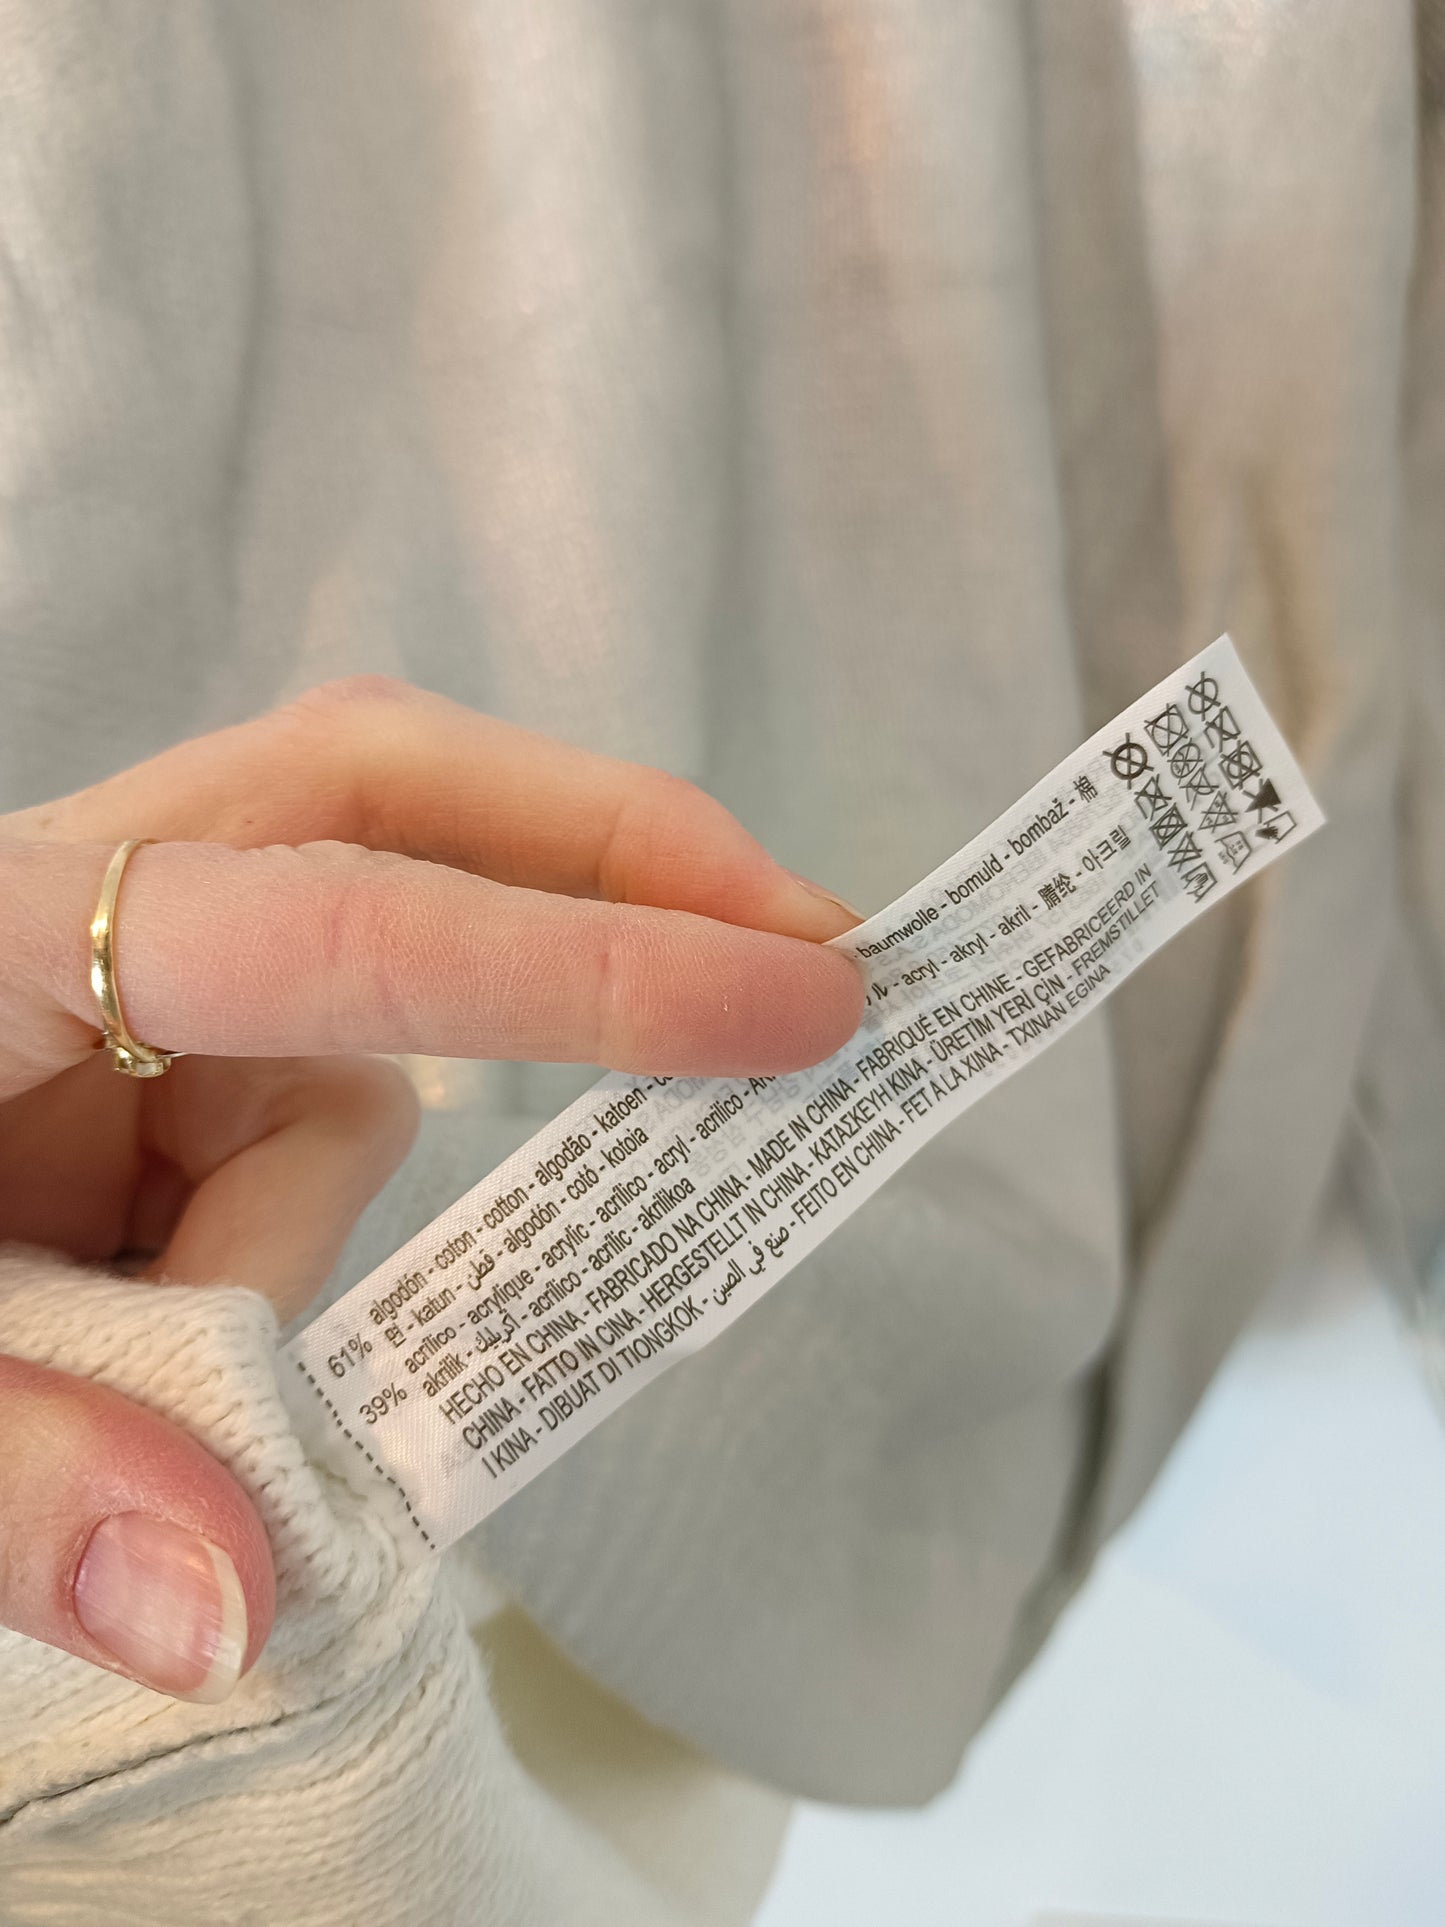 61% algodón - coton - cotton - algodão - katoen - baumwolle - bomuld - bombaž - 棉
면 - katun - قطن - algodón - cotó - kotoia
39% acrílico - acrylique - acrylic - acrílico - acryl - acrilico - ル - acryl - akryl - akril - 腈纶 - 아크릴
akrilik - أكريليك - acrílico - acrílic - akrilikoa
HECHO EN CHINA - FABRICADO NA CHINA - MADE IN CHINA - FABRIQUÉ EN CHINE - GEFABRICEERD IN
CHINA - FATTO IN CINA - HERGESTELLT IN CHINA - ΚΑΤΑΣΚΕΥΗ ΚΙΝΑ - ÜRETİM YERİ ÇİN - FREMSTILLET
I KINA - DIBUAT DI TIONGKOK - صنع في الصين - FEITO EN CHINA - FET A LA XINA - TXINAN EGINA